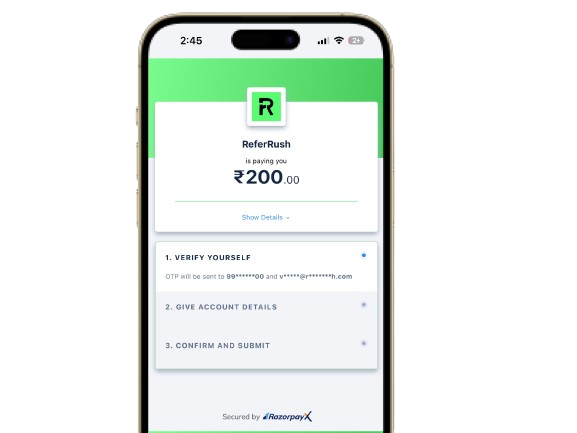 2:45
2+
R
ReferRush
is paying you
₹200.00
Show Details
1. VERIFY YOURSELF
OTP will be sent to 99******00 and v*****@r*******h.com
2. GIVE ACCOUNT DETAILS
3. CONFIRM AND SUBMIT
Secured by RazorpayX